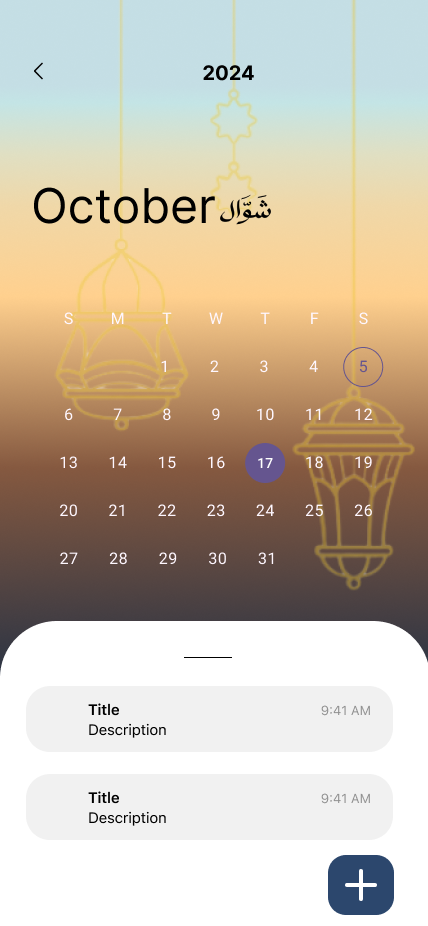 2024
October شَوَّال
S M T W T F S
1 2 3 4 5
6 7 8 9 10 11 12
13 14 15 16 17 18 19
20 21 22 23 24 25 26
27 28 29 30 31
Title 9:41 AM
Description
Title 9:41 AM
Description